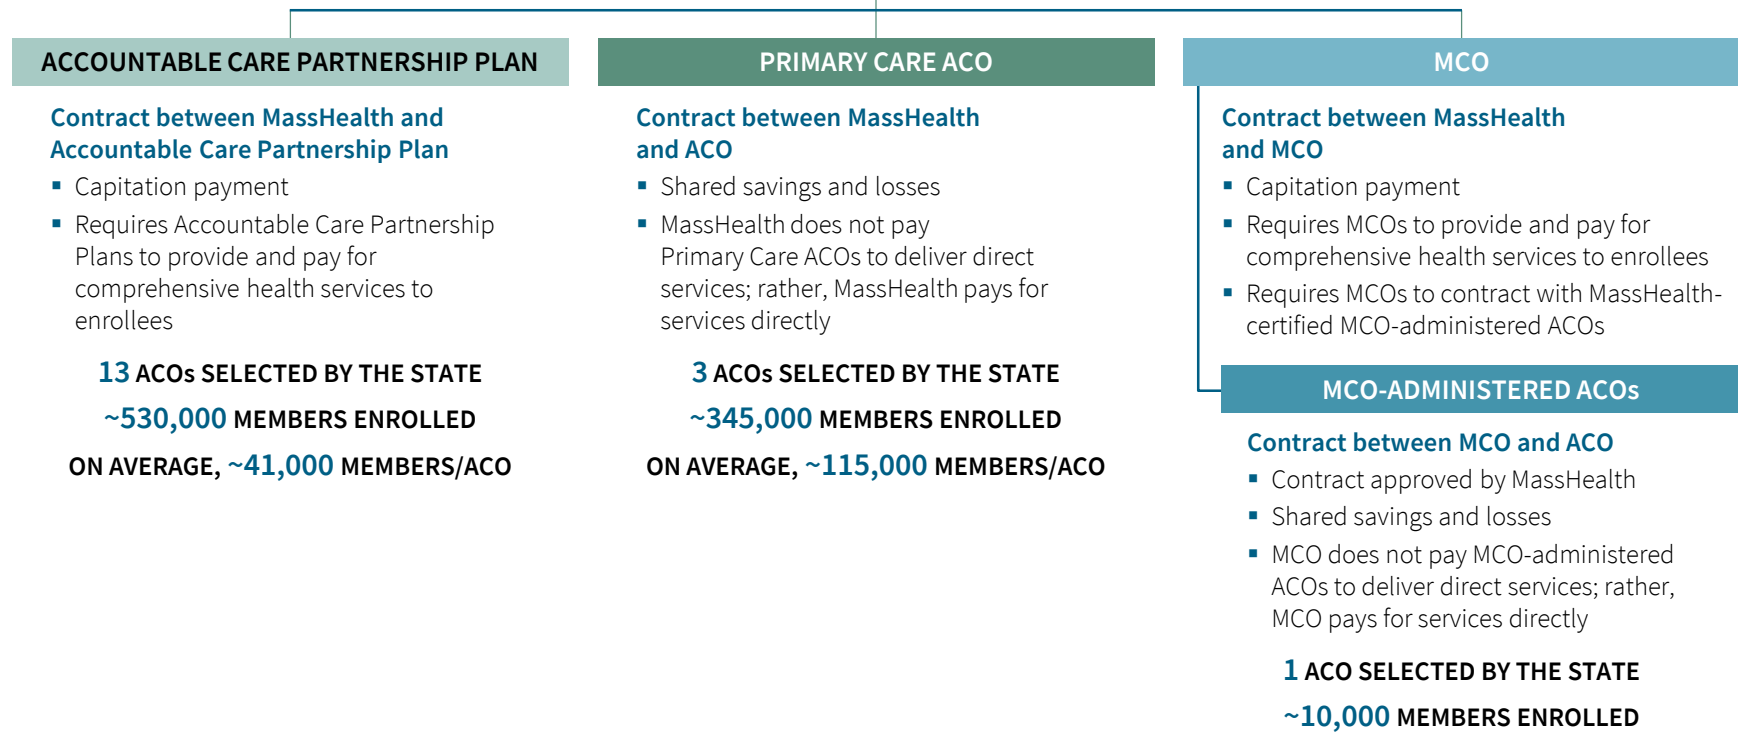 ACCOUNTABLE CARE PARTNERSHIP PLAN
Contract between MassHealth and
Accountable Care Partnership Plan
▪ Capitation payment
▪ Requires Accountable Care Partnership
Plans to provide and pay for
comprehensive health services to
enrollees
13 ACOs SELECTED BY THE STATE
~530,000 MEMBERS ENROLLED
ON AVERAGE, ~41,000 MEMBERS/ACO
PRIMARY CARE ACO
Contract between MassHealth
and ACO
▪ Shared savings and losses
▪ MassHealth does not pay
Primary Care ACOs to deliver direct
services; rather, MassHealth pays for
services directly
3 ACOs SELECTED BY THE STATE
~345,000 MEMBERS ENROLLED
ON AVERAGE, ~115,000 MEMBERS/ACO
MCO
Contract between MassHealth
and MCO
▪ Capitation payment
▪ Requires MCOs to provide and pay for
comprehensive health services to enrollees
▪ Requires MCOs to contract with MassHealth-
certified MCO-administered ACOs
MCO-ADMINISTERED ACOs
Contract between MCO and ACO
▪ Contract approved by MassHealth
▪ Shared savings and losses
▪ MCO does not pay MCO-administered
ACOs to deliver direct services; rather,
MCO pays for services directly
1 ACO SELECTED BY THE STATE
~10,000 MEMBERS ENROLLED